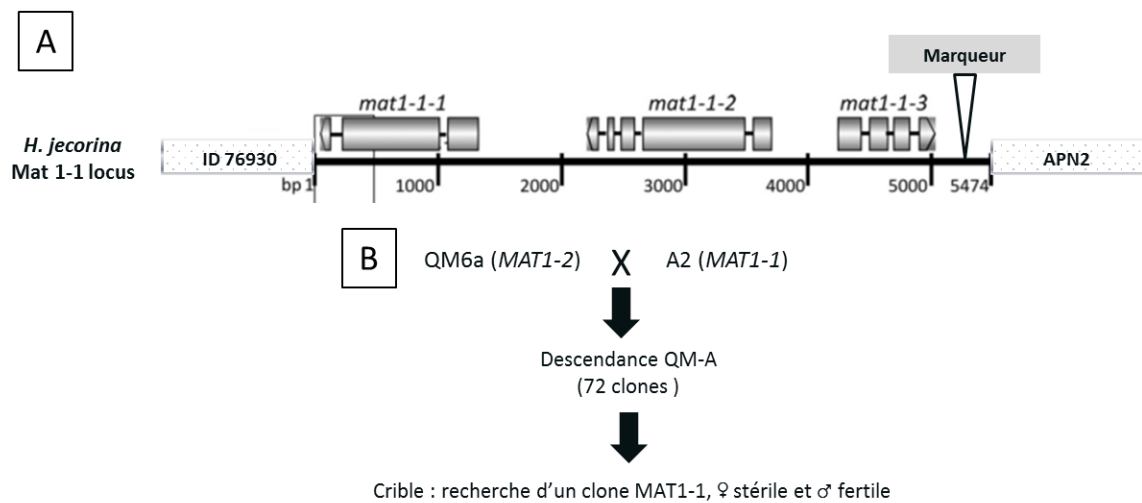 A
Marqueur
mat1-1-1
mat1-1-2
mat1-1-3
H. jecorina
Mat 1-1 locus
ID 76930
APN2
bp 1
1000
2000
3000
4000
5000
5474
B
QM6a (MAT1-2) X A2 (MAT1-1)
Descendance QM-A
(72 clones )
Crible : recherche d’un clone MAT1-1, ♀ stérile et ♂ fertile